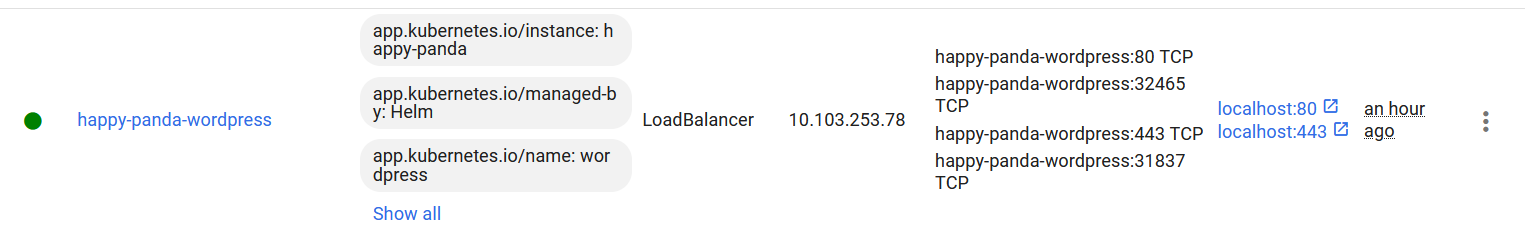 app.kubernetes.io/instance: h
appy-panda
app.kubernetes.io/managed-b
y: Helm
app.kubernetes.io/name: wor
dpress
Show all
happy-panda-wordpress
LoadBalancer
10.103.253.78
happy-panda-wordpress:80 TCP
happy-panda-wordpress:32465
TCP
happy-panda-wordpress:443 TCP
happy-panda-wordpress:31837
TCP
localhost:80
localhost:443
an hour
ago